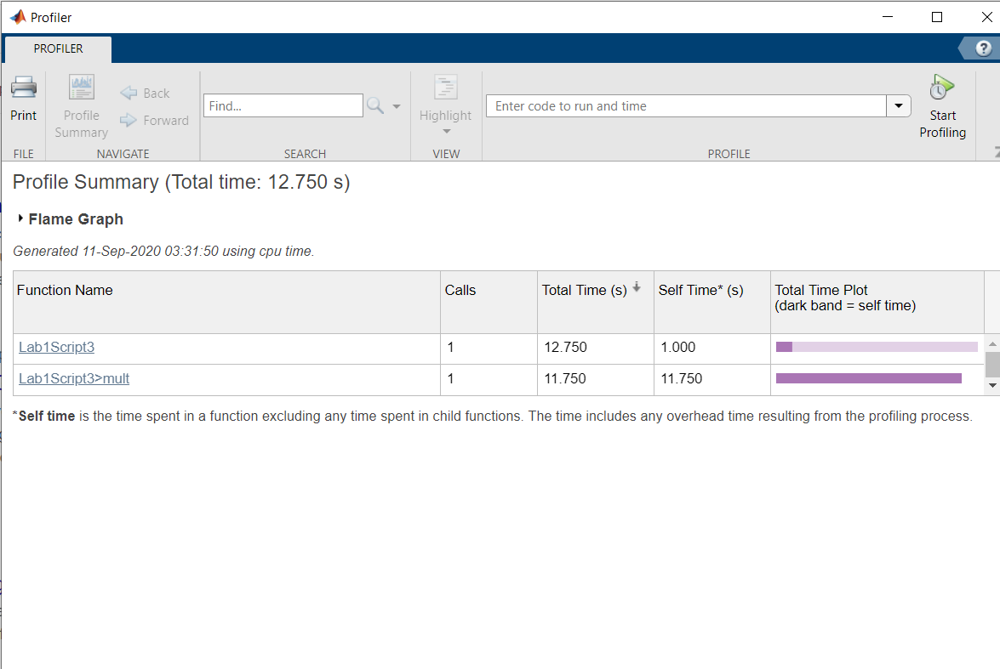 Profiler
PROFILER
?
Print
Profile
Summary
Back
Forward
Find...
Highlight
Enter code to run and time
Start
Profiling
FILE
NAVIGATE
SEARCH
VIEW
PROFILE
Profile Summary (Total time: 12.750 s)
Flame Graph
Generated 11-Sep-2020 03:31:50 using cpu time.
Function Name Calls Total Time (s) Self Time* (s) Total Time Plot
(dark band = self time)
Lab1Script3 1 12.750 1.000
Lab1Script3>mult 1 11.750 11.750
*Self time is the time spent in a function excluding any time spent in child functions. The time includes any overhead time resulting from the profiling process.